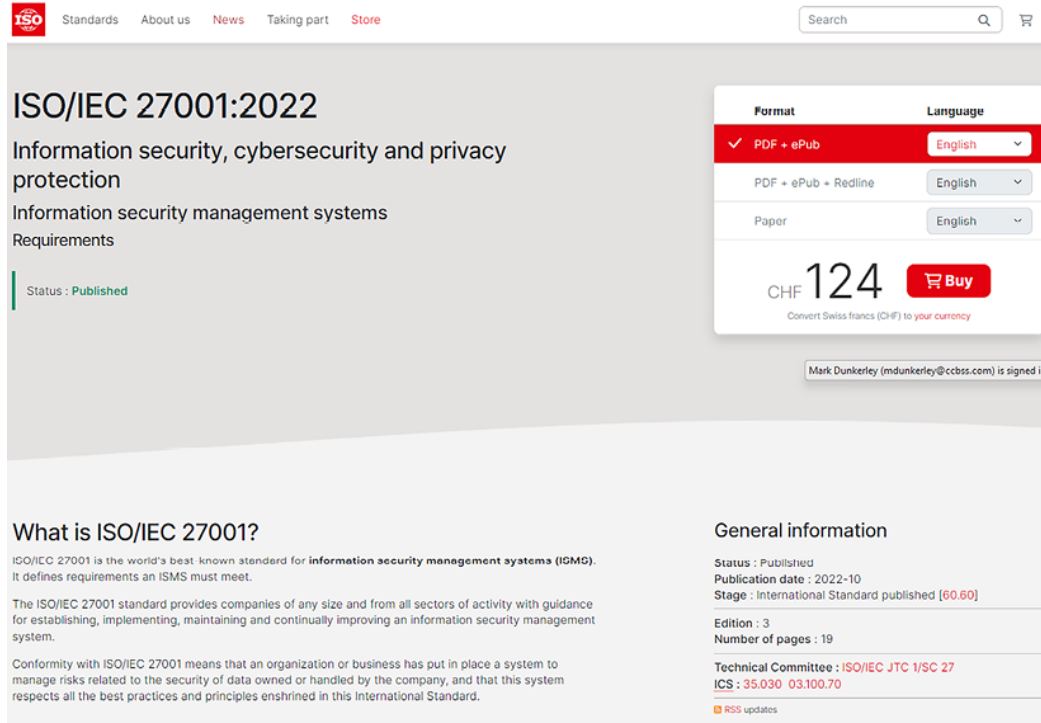 ISO
Standards About us News Taking part Store
Search
ISO/IEC 27001:2022
Information security, cybersecurity and privacy
protection
Information security management systems
Requirements
Status : Published
Format Language
PDF + ePub English
PDF + ePub + Redline English
Paper English
CHF 124 Buy
Convert Swiss francs (CHF) to your currency
Mark Dunkerley (mdunkerley@ccbss.com) is signed i
What is ISO/IEC 27001?
ISO/IEC 27001 is the world's best-known standard for information security management systems (ISMS).
It defines requirements an ISMS must meet.
The ISO/IEC 27001 standard provides companies of any size and from all sectors of activity with guidance
for establishing, implementing, maintaining and continually improving an information security management
system.
Conformity with ISO/IEC 27001 means that an organization or business has put in place a system to
manage risks related to the security of data owned or handled by the company, and that this system
respects all the best practices and principles enshrined in this International Standard.
General information
Status : Published
Publication date : 2022-10
Stage : International Standard published [60.60]
Edition : 3
Number of pages : 19
Technical Committee : ISO/IEC JTC 1/SC 27
ICS : 35.030 03.100.70
RSS updates